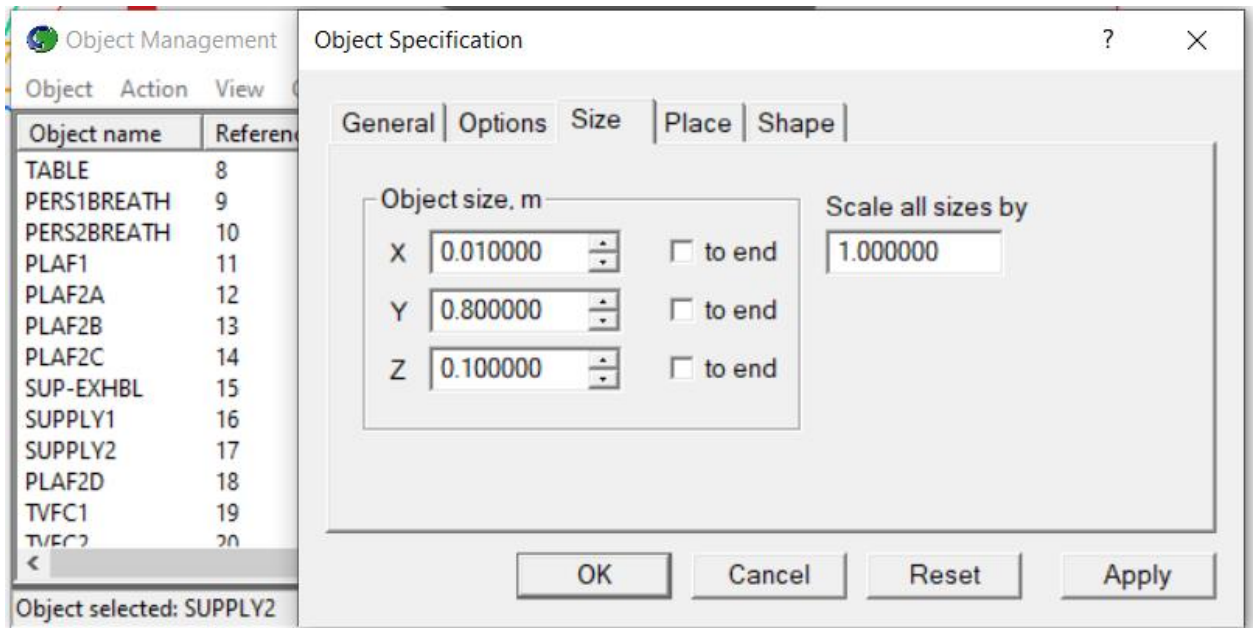 Object Management
Object Action View
Object name
TABLE 8
PERS1BREATH 9
PERS2BREATH 10
PLAF1 11
PLAF2A 12
PLAF2B 13
PLAF2C 14
SUP-EXHBL 15
SUPPLY1 16
SUPPLY2 17
PLAF2D 18
TVFC1 19
TVFC2 20
<
Object selected: SUPPLY2
Object Specification ? ×
General Options Size Place Shape
Object size, m
X 0.010000 to end
Y 0.800000 to end
Z 0.100000 to end
Scale all sizes by
1.000000
OK Cancel Reset Apply